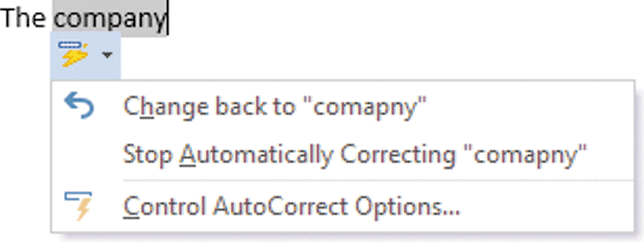 The company
Change back to "comapny"
Stop Automatically Correcting "comapny"
Control AutoCorrect Options...